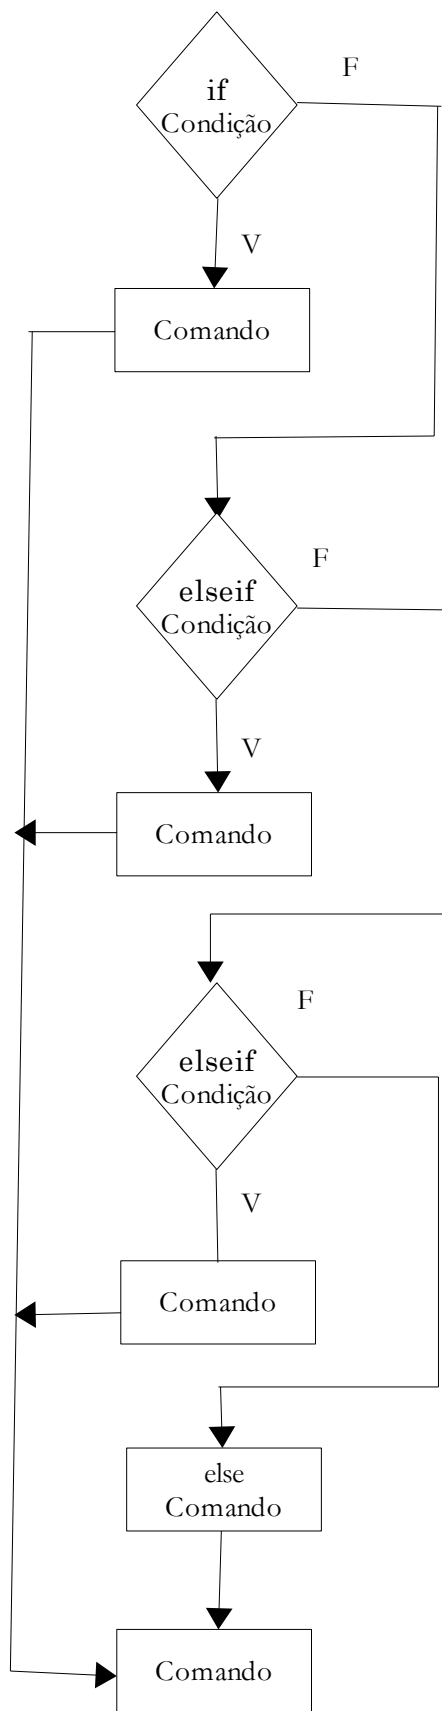 F
if
Condição
V
Comando
F
elseif
Condição
V
Comando
F
elseif
Condição
V
Comando
else
Comando
Comando